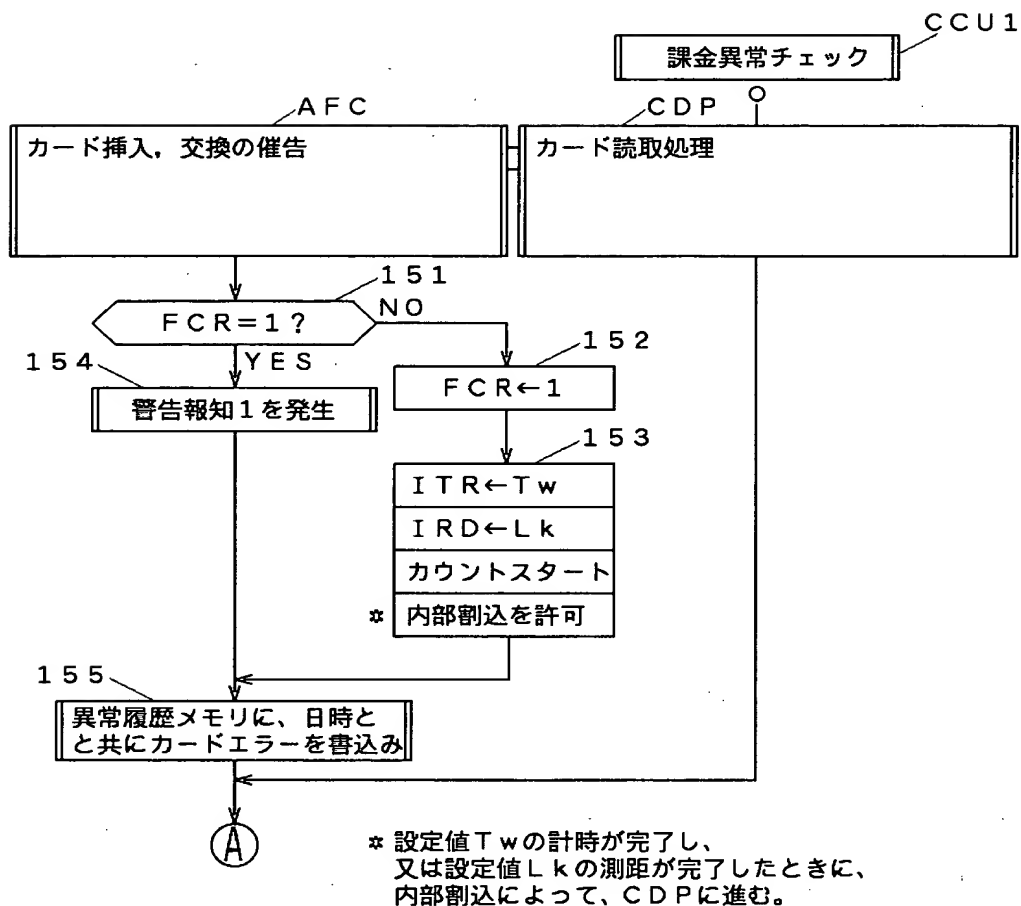 CCU1
課金異常チェック
AFC
CDP
カード挿入，交換の催告
カード読取処理
151
FCR＝1？
NO
YES
152
FCR←1
154
警告報知1を発生
153
ITR←Tw
IRD←Lk
カウントスタート
* 内部割込を許可
155
異常履歴メモリに、日時と
と共にカードエラーを書込み
A
* 設定値Twの計時が完了し、
又は設定値Lkの測距が完了したときに、
内部割込によって、CDPに進む。